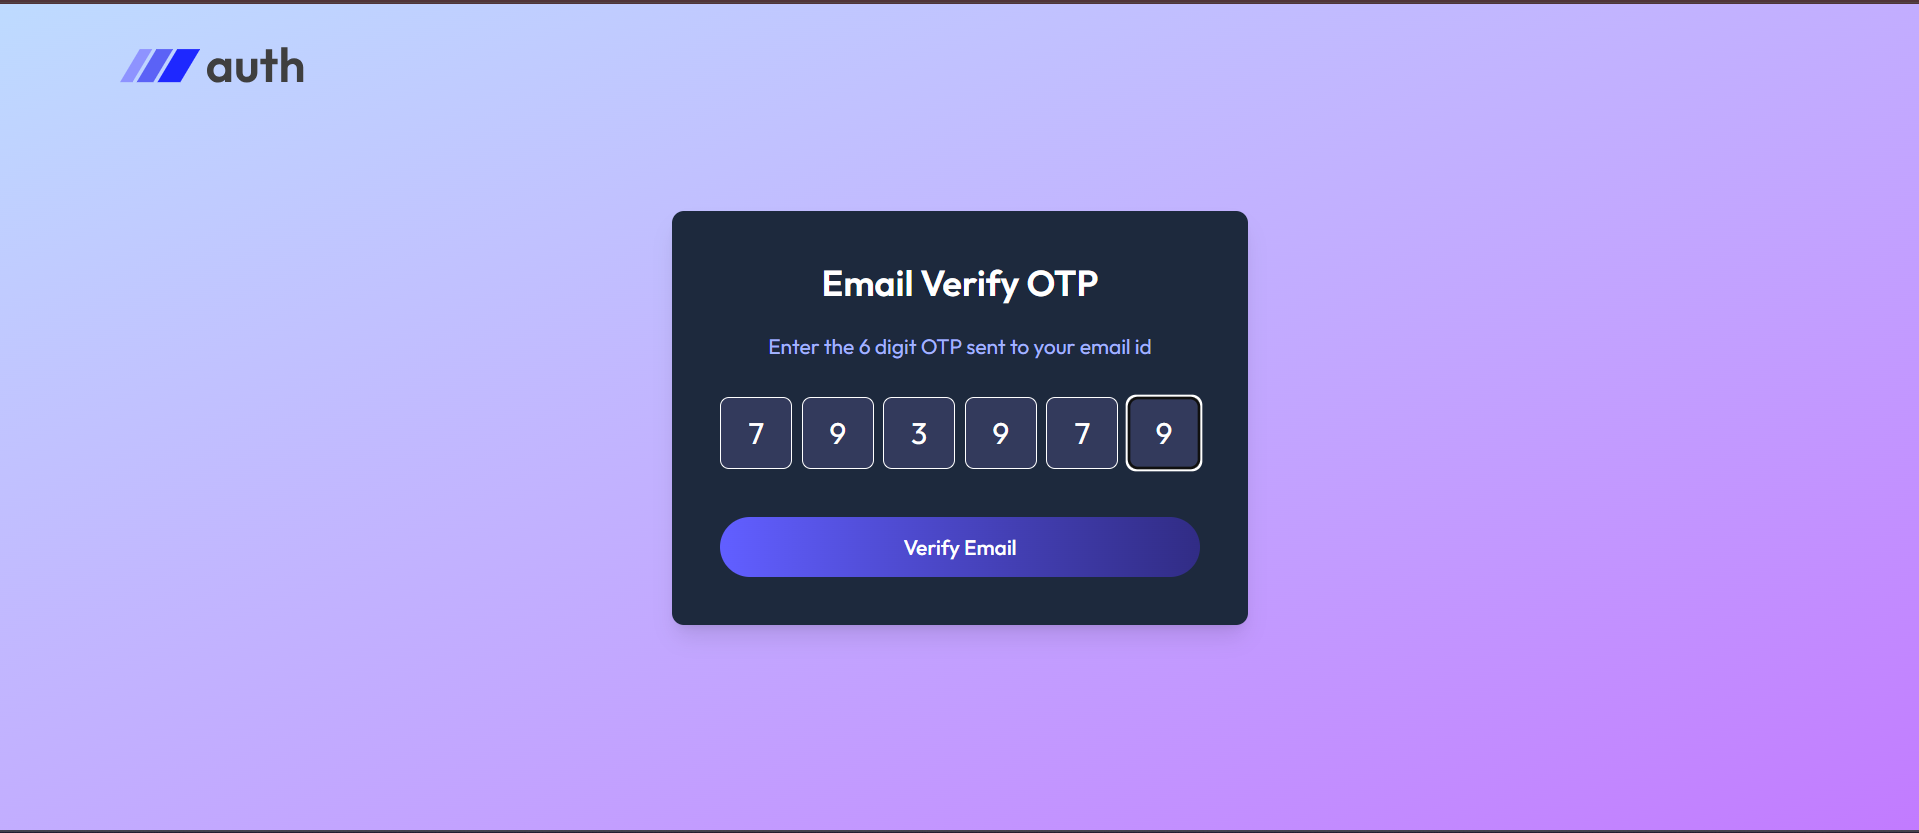 auth
Email Verify OTP
Enter the 6 digit OTP sent to your email id
7 9 3 9 7 9
Verify Email